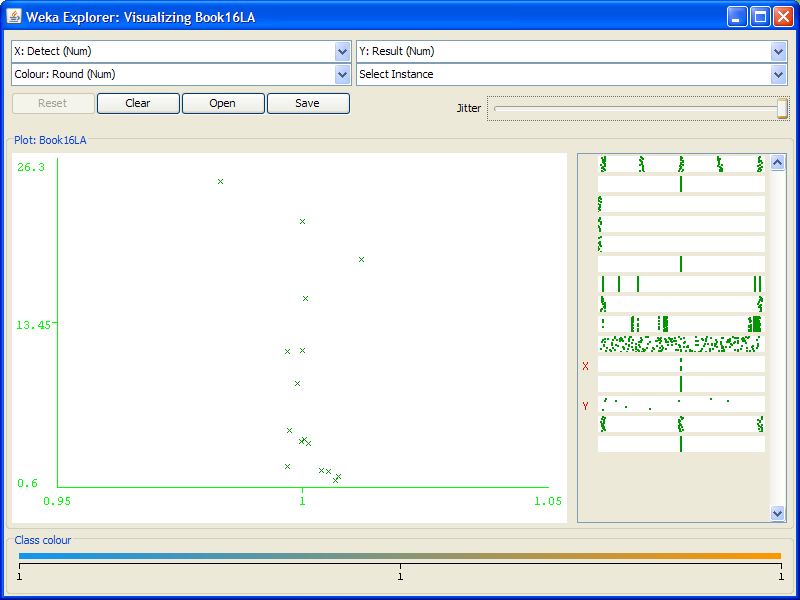 Weka Explorer: Visualizing Book16LA
X: Detect (Num)
Y: Result (Num)
Colour: Round (Num)
Select Instance
Reset
Clear
Open
Save
Jitter
Plot: Book16LA
26.3
13.45
0.6
0.95
1
1.05
X
Y
Class colour
1
1
1